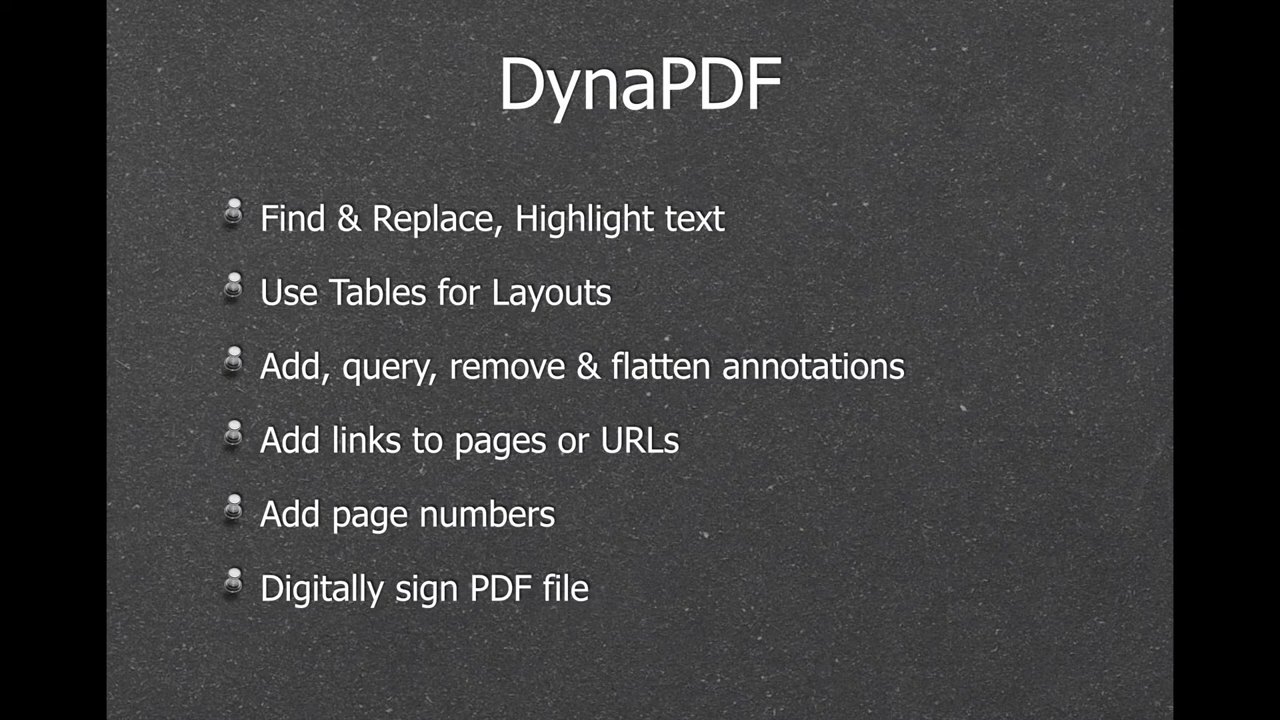 DynaPDF
Find & Replace, Highlight text
Use Tables for Layouts
Add, query, remove & flatten annotations
Add links to pages or URLs
Add page numbers
Digitally sign PDF file